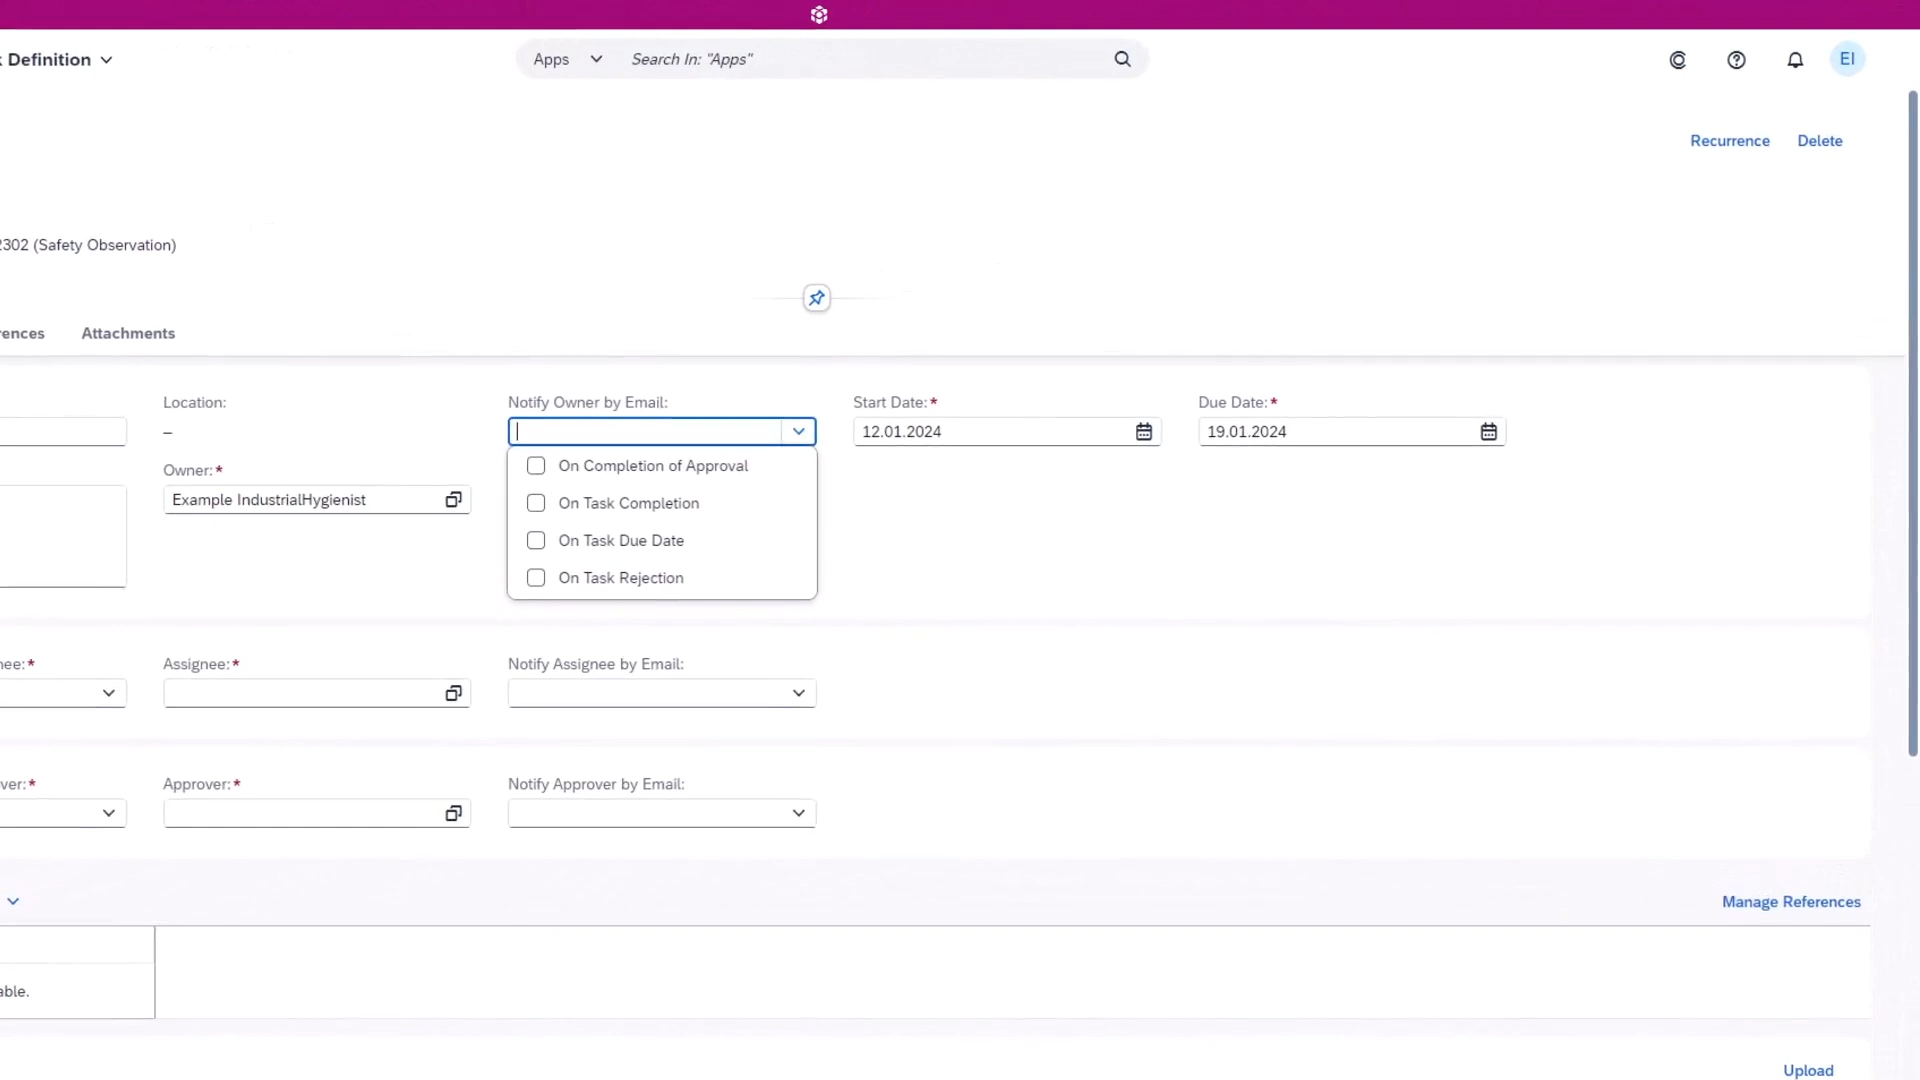 Definition
Apps
Search In: "Apps"
EI
Recurrence
Delete
2302 (Safety Observation)
rences
Attachments
Location:
–
Notify Owner by Email:
Start Date:*
12.01.2024
Due Date:*
19.01.2024
Owner:*
Example IndustrialHygienist
On Completion of Approval
On Task Completion
On Task Due Date
On Task Rejection
nee:*
Assignee:*
Notify Assignee by Email:
ver:*
Approver:*
Notify Approver by Email:
Manage References
able.
Upload